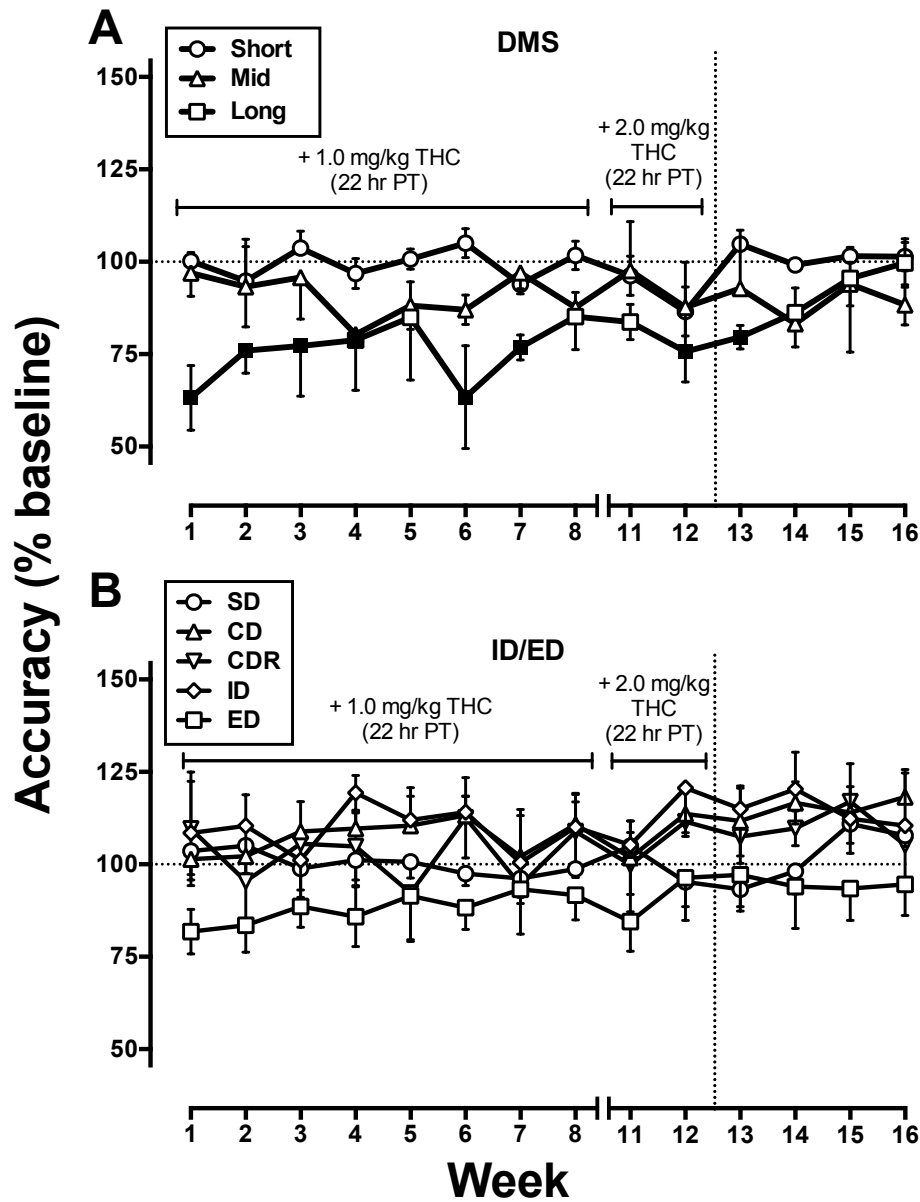 A
Short
Mid
Long
DMS
150
125
100
75
50
+ 1.0 mg/kg THC
(22 hr PT)
+ 2.0 mg/kg
THC
(22 hr PT)
1 2 3 4 5 6 7 8 11 12 13 14 15 16
Accuracy (% baseline)
B
SD
CD
CDR
ID
ED
ID/ED
150
125
100
75
50
+ 1.0 mg/kg THC
(22 hr PT)
+ 2.0 mg/kg
THC
(22 hr PT)
1 2 3 4 5 6 7 8 11 12 13 14 15 16
Week